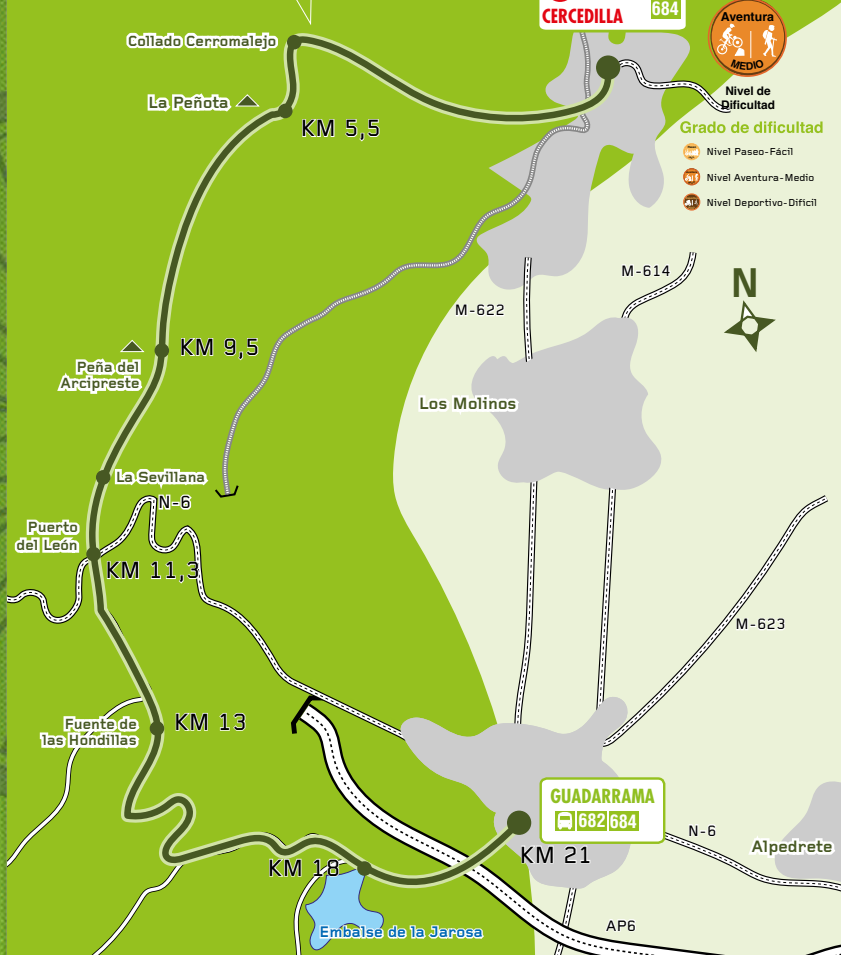 CERCEDILLA
684
Aventura
MEDIO
Nivel de
Dificultad
Grado de dificultad
Nivel Paseo-Fácil
Nivel Aventura-Medio
Nivel Deportivo-Dificil
Collado Cerromalejo
La Peñota
KM 5,5
N
M-614
M-622
KM 9,5
Peña del
Arcipreste
Los Molinos
La Sevillana
N-6
Puerto
del León
KM 11,3
M-623
KM 13
Fuente de
las Hondillas
GUADARRAMA
682 684
N-6
Alpedrete
KM 21
KM 18
AP6
Embalse de la Jarosa